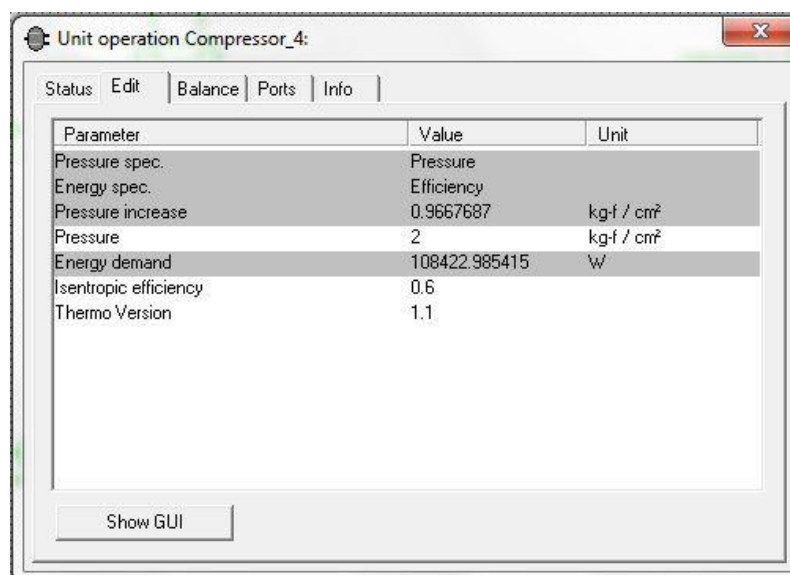 Unit operation Compressor_4:
Status Edit Balance Ports Info
Parameter Value Unit
Pressure spec. Pressure
Energy spec. Efficiency
Pressure increase 0.9667687 kg-f / cm²
Pressure 2 kg-f / cm²
Energy demand 108422.985415 W
Isentropic efficiency 0.6
Thermo Version 1.1
Show GUI